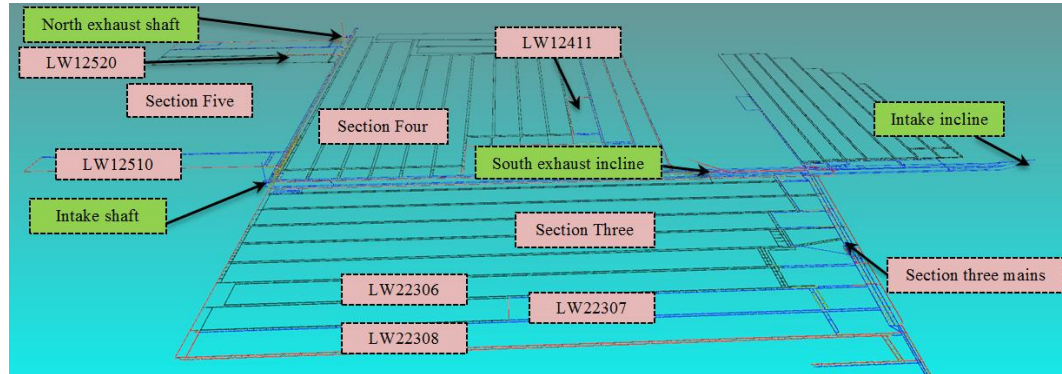 North exhaust shaft
LW12411
LW12520
Section Five
Intake incline
Section Four
LW12510
South exhaust incline
Intake shaft
Section Three
Section three mains
LW22306
LW22307
LW22308